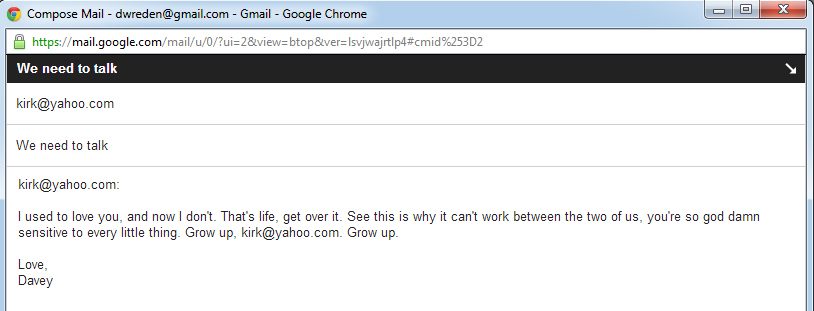 Compose Mail - dwreden@gmail.com - Gmail - Google Chrome
https://mail.google.com/mail/u/0/?ui=2&view=btop&ver=lsvjwajrtlp4#cmid%253D2
We need to talk
kirk@yahoo.com
We need to talk
kirk@yahoo.com:
I used to love you, and now I don't. That's life, get over it. See this is why it can't work between the two of us, you're so god damn
sensitive to every little thing. Grow up, kirk@yahoo.com. Grow up.
Love,
Davey